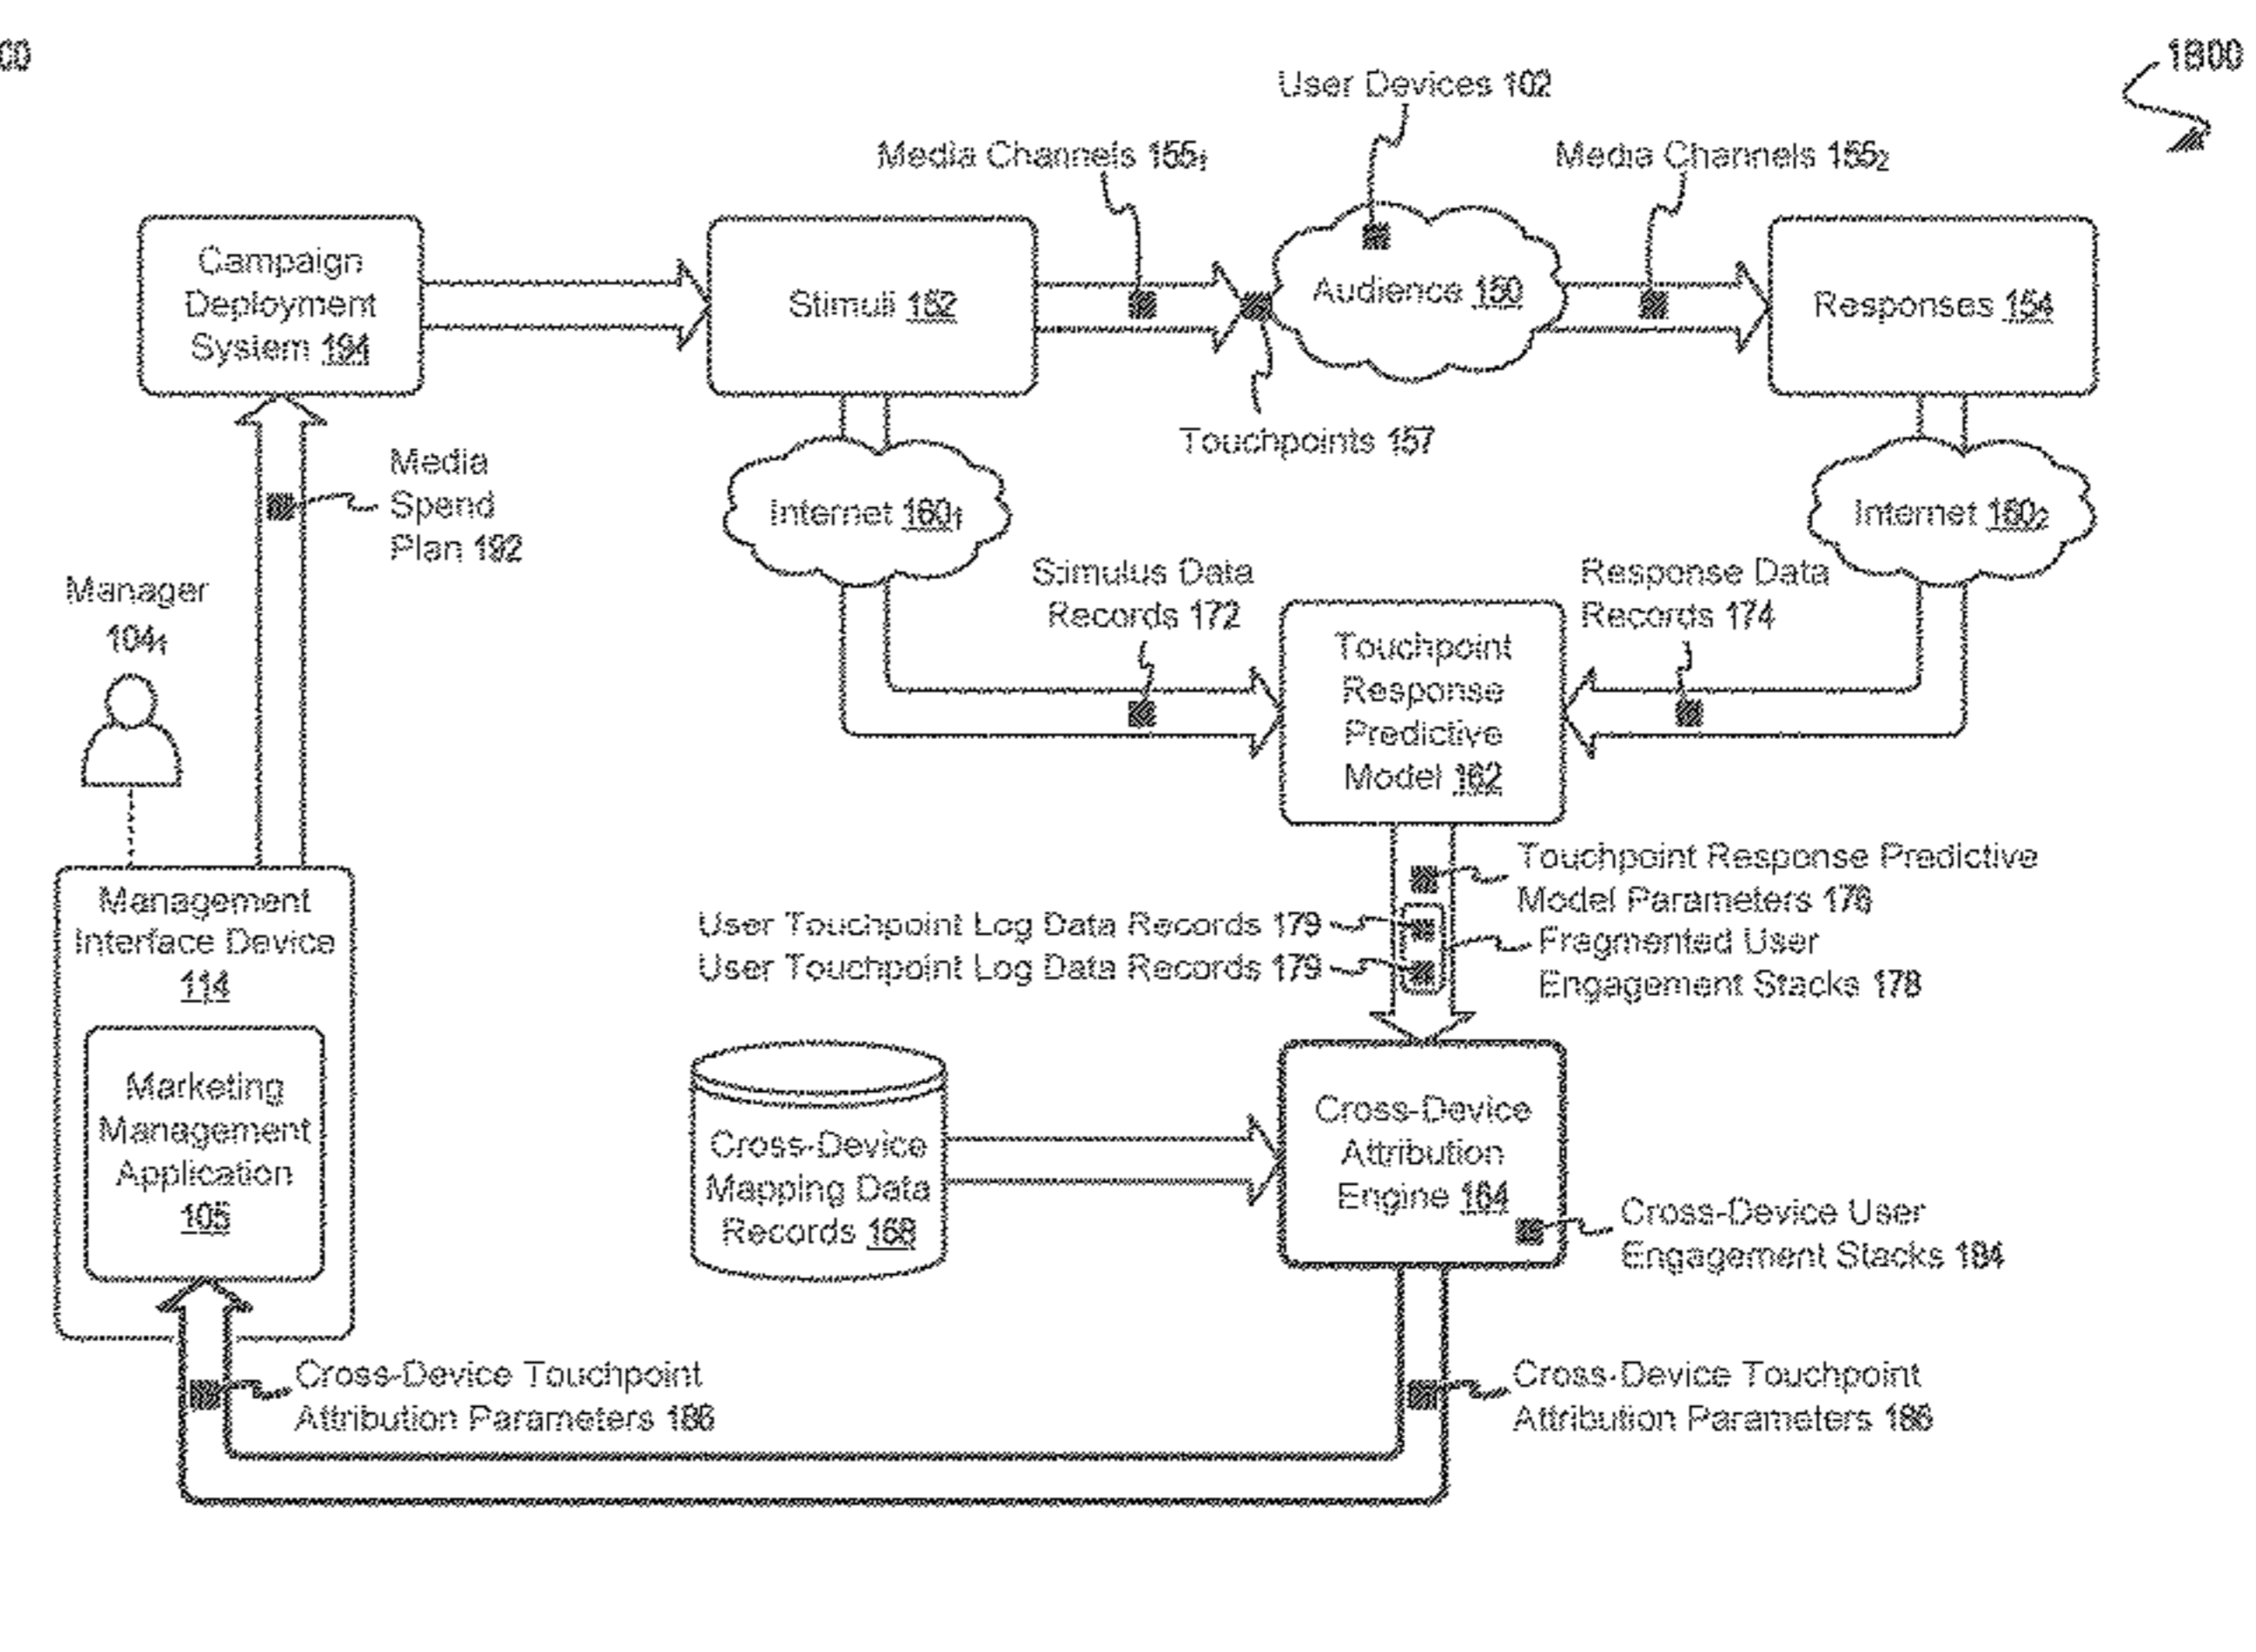 00
1B00
User Devices 102
Media Channels 155₁
Media Channels 155₂
Campaign
Deployment
System 194
Stimuli 152
Audience 150
Responses 154
Touchpoints 157
Media
Spend
Plan 192
Internet 160₁
Internet 160₂
Manager
104₁
Stimulus Data
Records 172
Response Data
Records 174
Touchpoint
Response
Predictive
Model 162
Touchpoint Response Predictive
Model Parameters 176
User Touchpoint Log Data Records 179
User Touchpoint Log Data Records 179
Fragmented User
Engagement Stacks 178
Management
Interface Device
114
Marketing
Management
Application
105
Cross-Device
Mapping Data
Records 168
Cross-Device
Attribution
Engine 164
Cross-Device User
Engagement Stacks 184
Cross-Device Touchpoint
Attribution Parameters 186
Cross-Device Touchpoint
Attribution Parameters 186